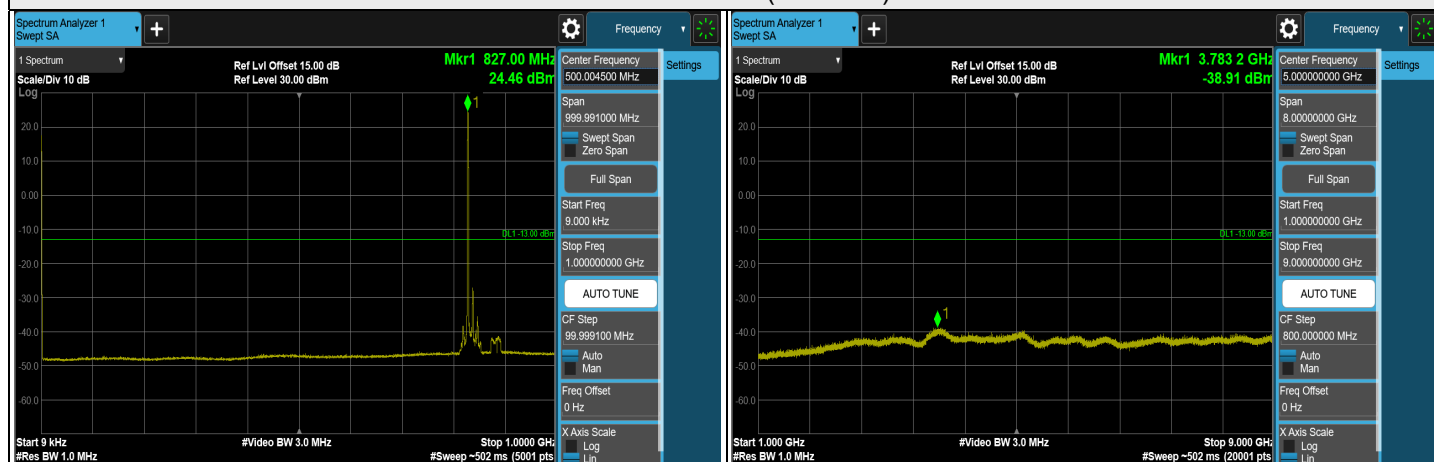 Spectrum Analyzer 1
Swept SA
+
Frequency
1 Spectrum
Scale/Div 10 dB
Log
Ref Lvl Offset 15.00 dB
Ref Level 30.00 dBm
Mkr1 827.00 MHz
24.46 dBm
1
20.0
10.0
0.00
-10.0
-20.0
-30.0
-40.0
-50.0
-60.0
DL1 -13.00 dBm
Start 9 kHz
#Res BW 1.0 MHz
#Video BW 3.0 MHz
Stop 1.0000 GHz
#Sweep ~502 ms (5001 pts
Center Frequency
500.004500 MHz
Span
999.991000 MHz
Swept Span
Zero Span
Full Span
Start Freq
9.000 kHz
Stop Freq
1.000000000 GHz
AUTO TUNE
CF Step
99.999100 MHz
Auto
Man
Freq Offset
0 Hz
X Axis Scale
Log
Lin
Settings
Spectrum Analyzer 1
Swept SA
+
Frequency
1 Spectrum
Scale/Div 10 dB
Log
Ref Lvl Offset 15.00 dB
Ref Level 30.00 dBm
Mkr1 3.783 2 GHz
-38.91 dBm
1
20.0
10.0
0.00
-10.0
-20.0
-30.0
-40.0
-50.0
-60.0
DL1 -13.00 dBm
Start 1.000 GHz
#Res BW 1.0 MHz
#Video BW 3.0 MHz
Stop 9.000 GHz
#Sweep ~502 ms (20001 pts
Center Frequency
5.000000000 GHz
Span
8.00000000 GHz
Swept Span
Zero Span
Full Span
Start Freq
1.000000000 GHz
Stop Freq
9.000000000 GHz
AUTO TUNE
CF Step
800.000000 MHz
Auto
Man
Freq Offset
0 Hz
X Axis Scale
Log
Lin
Settings